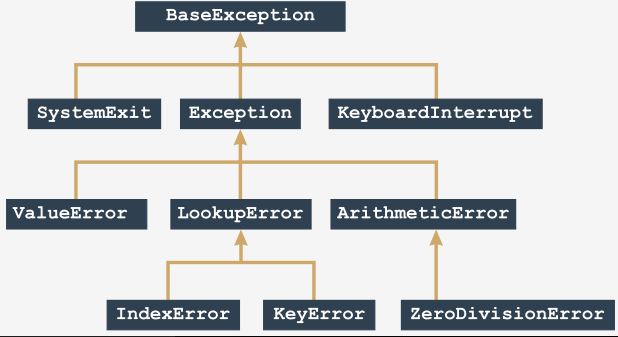 BaseException
SystemExit
Exception
KeyboardInterrupt
ValueError
LookupError
ArithmeticError
IndexError
KeyError
ZeroDivisionError